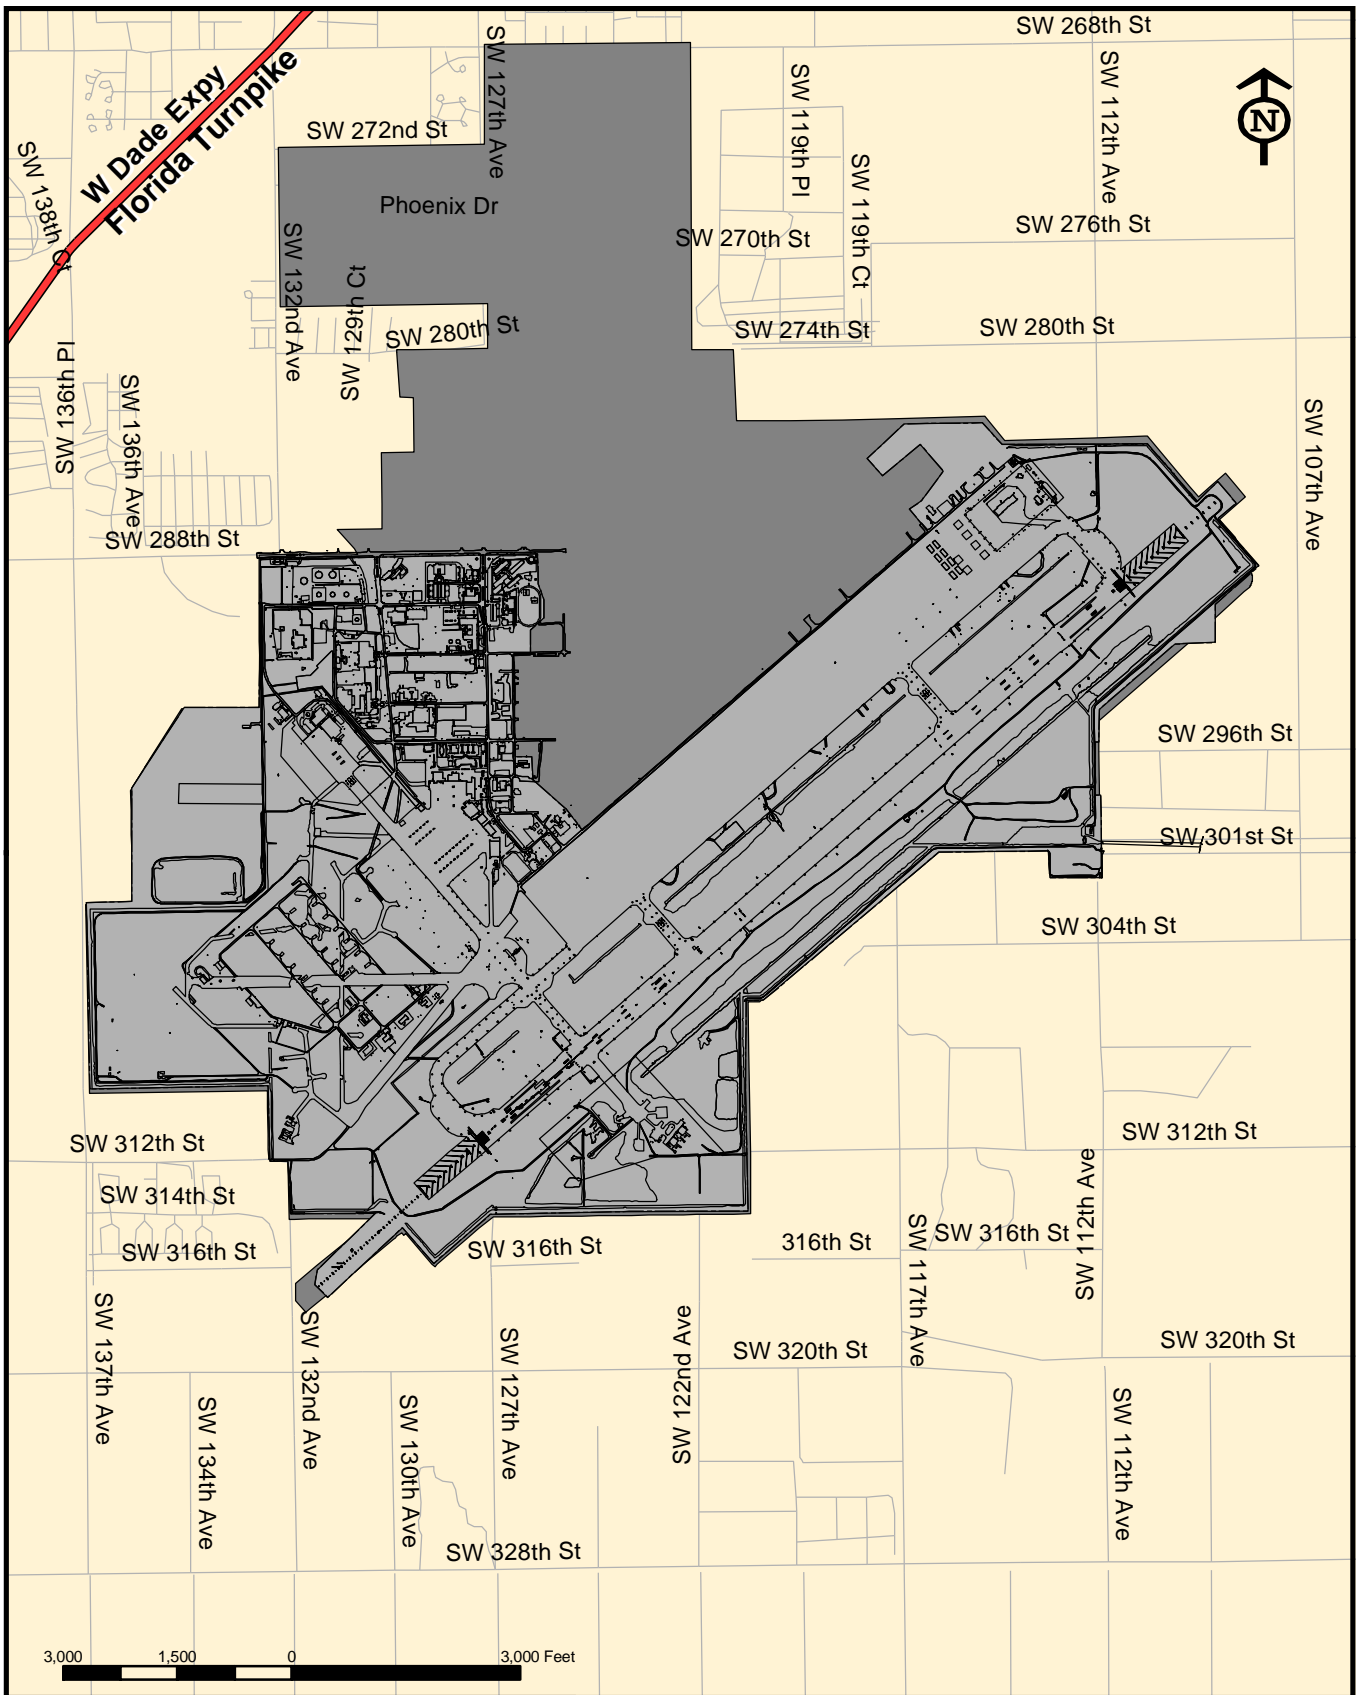 SW 268th St
SW 127th Ave
W Dade Expy
Florida Turnpike
SW 119th Pl
SW 112th Ave
N
SW 272nd St
SW 138th Ct
SW 119th Ct
Phoenix Dr
SW 270th St
SW 276th St
SW 132nd Ave
SW 129th Ct
SW 280th St
SW 274th St
SW 280th St
SW 136th Pl
SW 136th Ave
SW 107th Ave
SW 288th St
SW 296th St
SW 301st St
SW 304th St
SW 312th St
SW 312th St
SW 112th Ave
SW 314th St
SW 316th St
SW 316th St
316th St
SW 316th St
SW 117th Ave
SW 137th Ave
SW 132nd Ave
SW 127th Ave
SW 122nd Ave
SW 320th St
SW 320th St
SW 134th Ave
SW 130th Ave
SW 112th Ave
SW 328th St
3,000 1,500 0 3,000 Feet